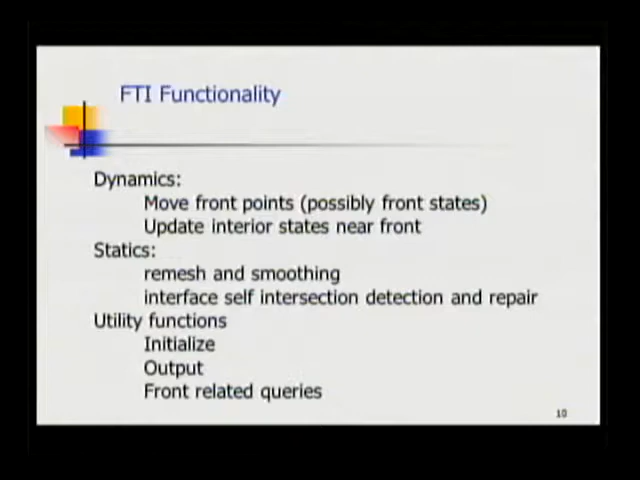 FTI Functionality
Dynamics:
Move front points (possibly front states)
Update interior states near front
Statics:
remesh and smoothing
interface self intersection detection and repair
Utility functions
Initialize
Output
Front related queries
10